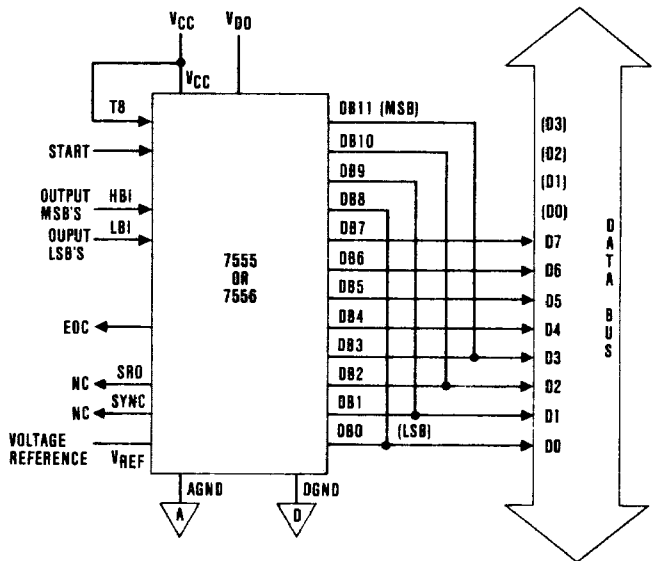 VCC
VDO
VCC
T8
START
OUTPUT MSB'S
HBI
OUPUT LSB'S
LBI
EOC
NC
SRO
NC
SYNC
VOLTAGE REFERENCE
VREF
7555
OR
7556
DB11 (MSB)
DB10
DB9
DB8
DB7
DB6
DB5
DB4
DB3
DB2
DB1
DB0
(LSB)
(D3)
(D2)
(D1)
(D0)
D7
D6
D5
D4
D3
D2
D1
D0
DATA BUS
AGND
DGND
A
D